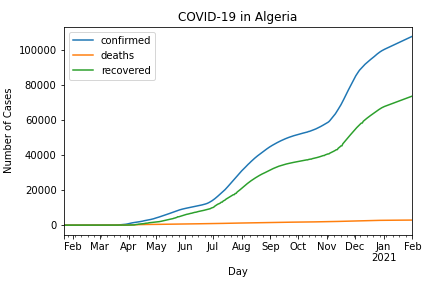 COVID-19 in Algeria
confirmed
deaths
recovered
Number of Cases
100000
80000
60000
40000
20000
0
Feb Mar Apr May Jun Jul Aug Sep Oct Nov Dec Jan Feb
2021
Day